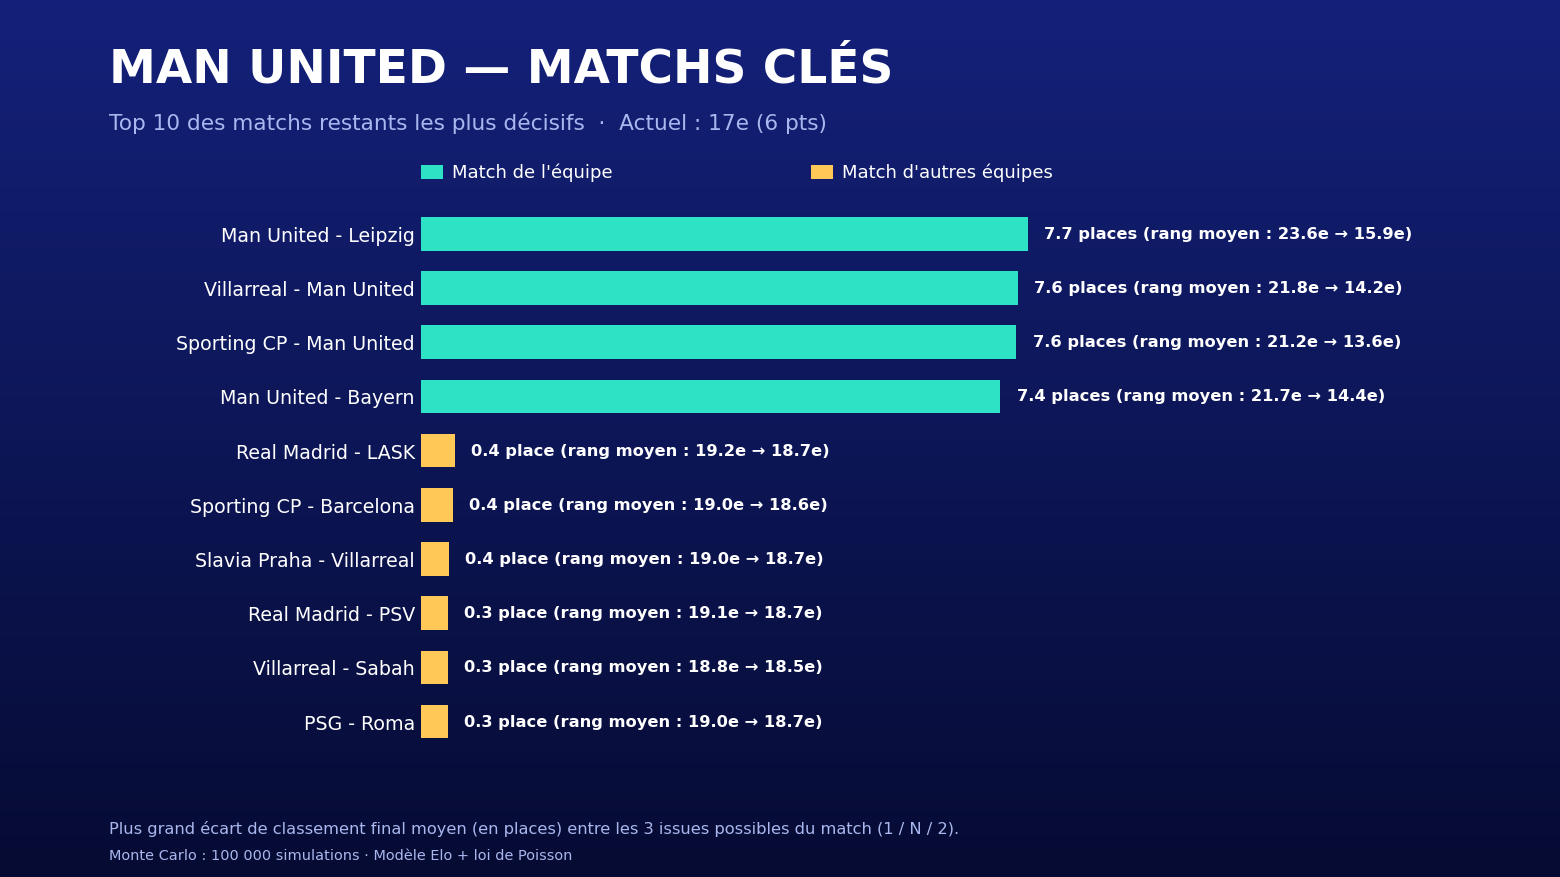 MAN UNITED — MATCHS CLÉS
Top 10 des matchs restants les plus décisifs · Actuel : 17e (6 pts)
Match de l'équipe
Match d'autres équipes
Man United - Leipzig 7.7 places (rang moyen : 23.6e → 15.9e)
Villarreal - Man United 7.6 places (rang moyen : 21.8e → 14.2e)
Sporting CP - Man United 7.6 places (rang moyen : 21.2e → 13.6e)
Man United - Bayern 7.4 places (rang moyen : 21.7e → 14.4e)
Real Madrid - LASK 0.4 place (rang moyen : 19.2e → 18.7e)
Sporting CP - Barcelona 0.4 place (rang moyen : 19.0e → 18.6e)
Slavia Praha - Villarreal 0.4 place (rang moyen : 19.0e → 18.7e)
Real Madrid - PSV 0.3 place (rang moyen : 19.1e → 18.7e)
Villarreal - Sabah 0.3 place (rang moyen : 18.8e → 18.5e)
PSG - Roma 0.3 place (rang moyen : 19.0e → 18.7e)
Plus grand écart de classement final moyen (en places) entre les 3 issues possibles du match (1 / N / 2).
Monte Carlo : 100 000 simulations · Modèle Elo + loi de Poisson